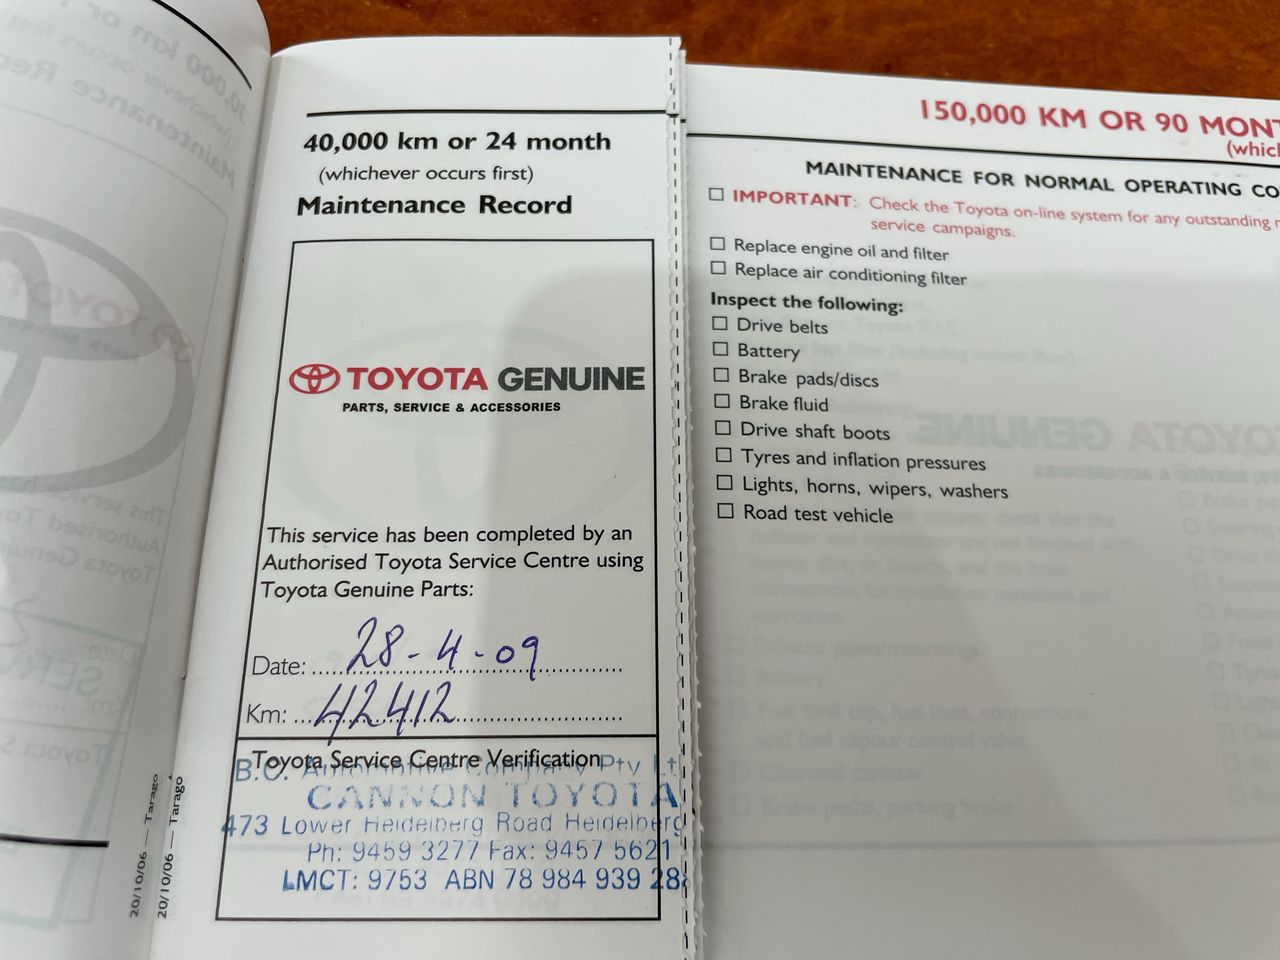 40,000 km or 24 month
(whichever occurs first)
Maintenance Record
TOYOTA GENUINE
PARTS, SERVICE & ACCESSORIES
This service has been completed by an
Authorised Toyota Service Centre using
Toyota Genuine Parts:
Date: 28-4-09
Km: 42412
Toyota Service Centre Verification
B.C. Automotive Company Pty Lt
CANNON TOYOTA
473 Lower Heidelberg Road Heidelberg
Ph: 9459 3277 Fax: 9457 5621
LMCT: 9753 ABN 78 984 939 28
20/10/06 — Tarago
20/10/06 — Tarago
150,000 KM OR 90 MONT
(whic
MAINTENANCE FOR NORMAL OPERATING CO
IMPORTANT: Check the Toyota on-line system for any outstanding
service campaigns.
Replace engine oil and filter
Replace air conditioning filter
Inspect the following:
Drive belts
Battery
Brake pads/discs
Brake fluid
Drive shaft boots
Tyres and inflation pressures
Lights, horns, wipers, washers
Road test vehicle